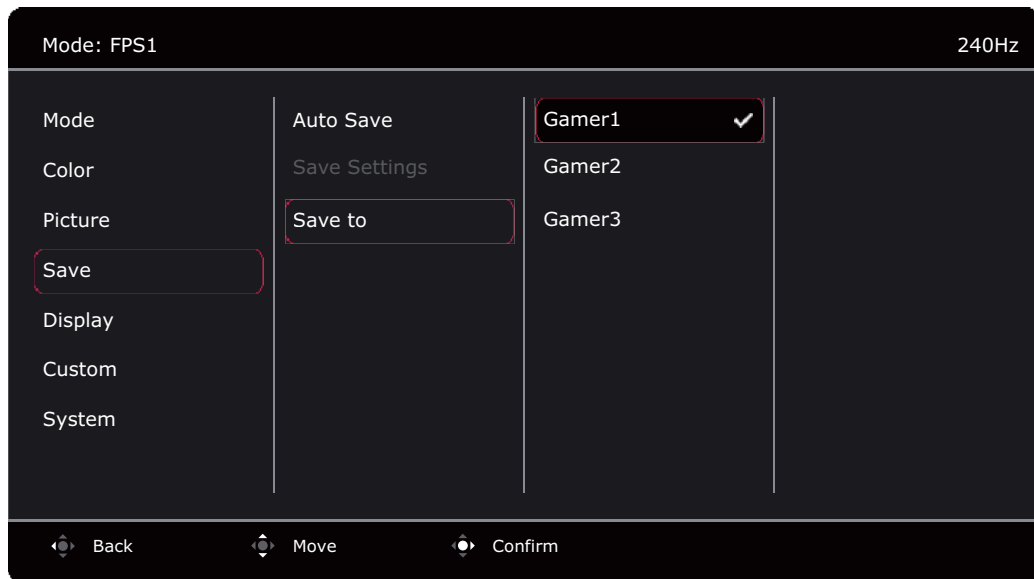 Mode: FPS1 240Hz
Mode
Color
Picture
Save
Display
Custom
System
Auto Save
Save Settings
Save to
Gamer1
Gamer2
Gamer3
Back Move Confirm